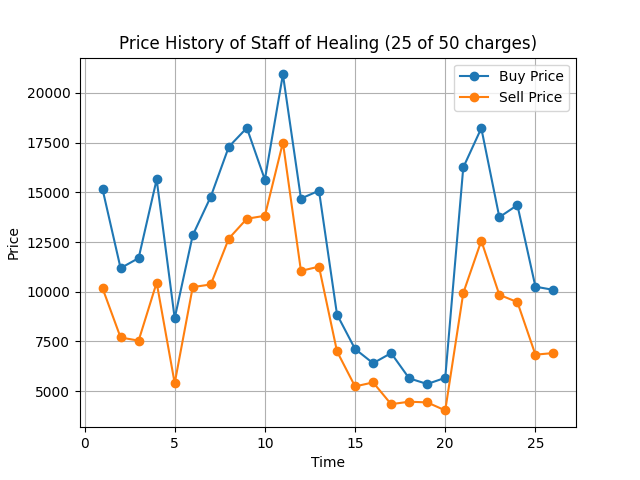 Price History of Staff of Healing (25 of 50 charges)
Buy Price
Sell Price
Price
20000
17500
15000
12500
10000
7500
5000
0 5 10 15 20 25
Time